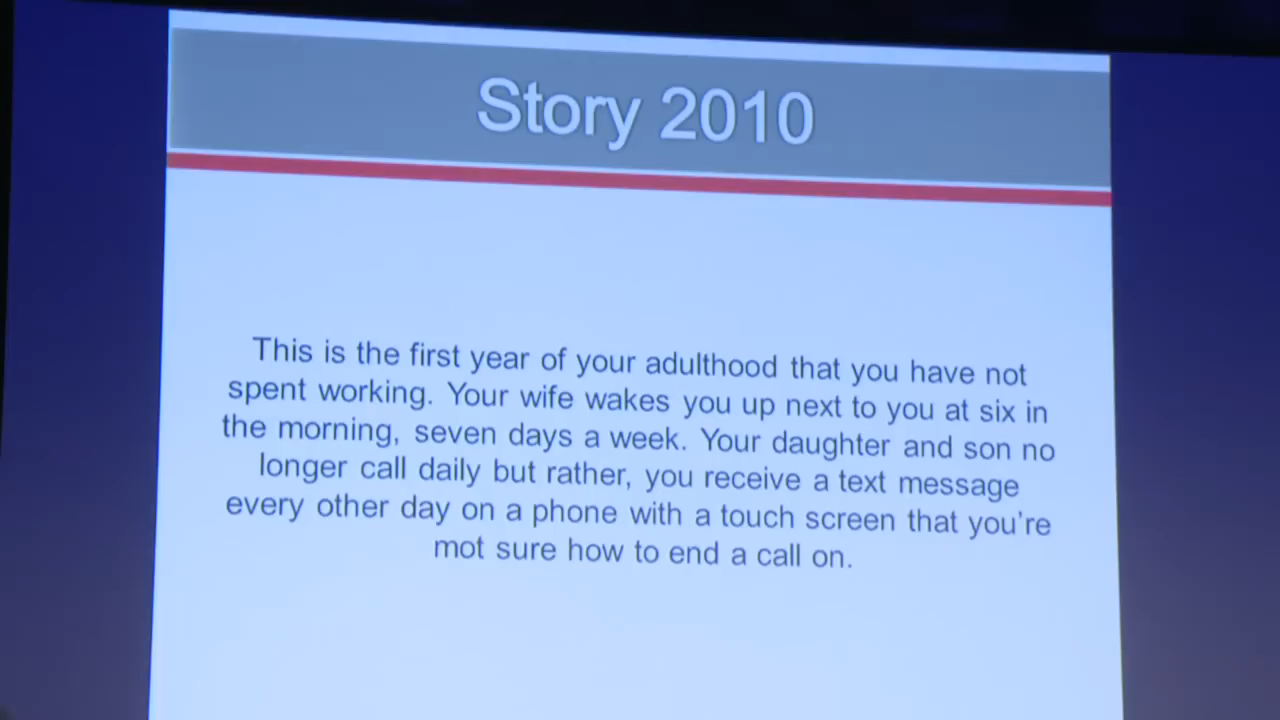 Story 2010
This is the first year of your adulthood that you have not
spent working. Your wife wakes you up next to you at six in
the morning, seven days a week. Your daughter and son no
longer call daily but rather, you receive a text message
every other day on a phone with a touch screen that you're
mot sure how to end a call on.